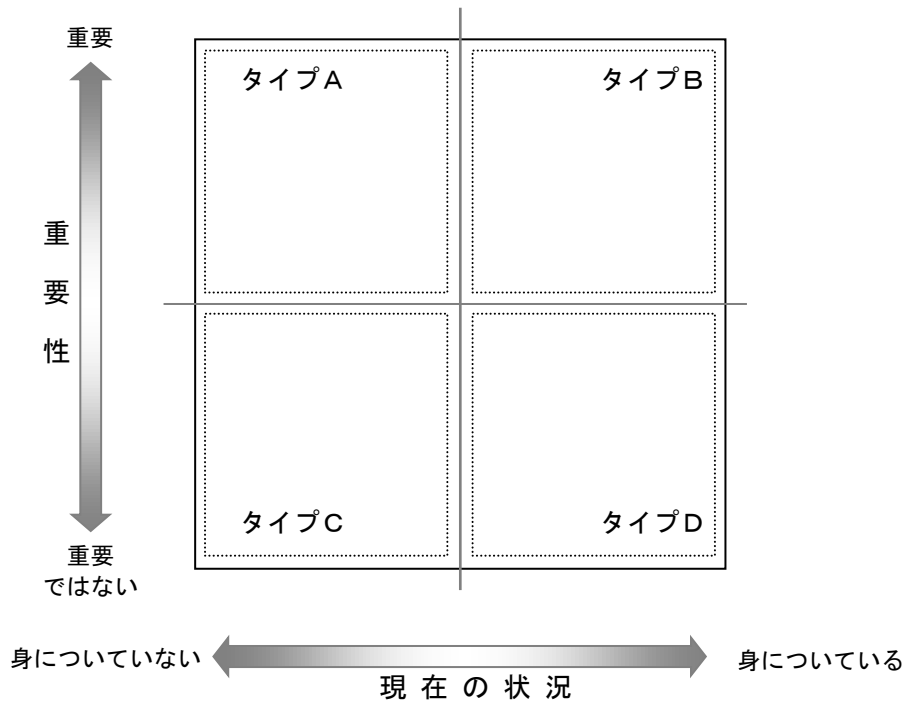 重要
タイプA
タイプB
重
要
性
タイプC
タイプD
重要
ではない
身についていない
身についている
現在の状況